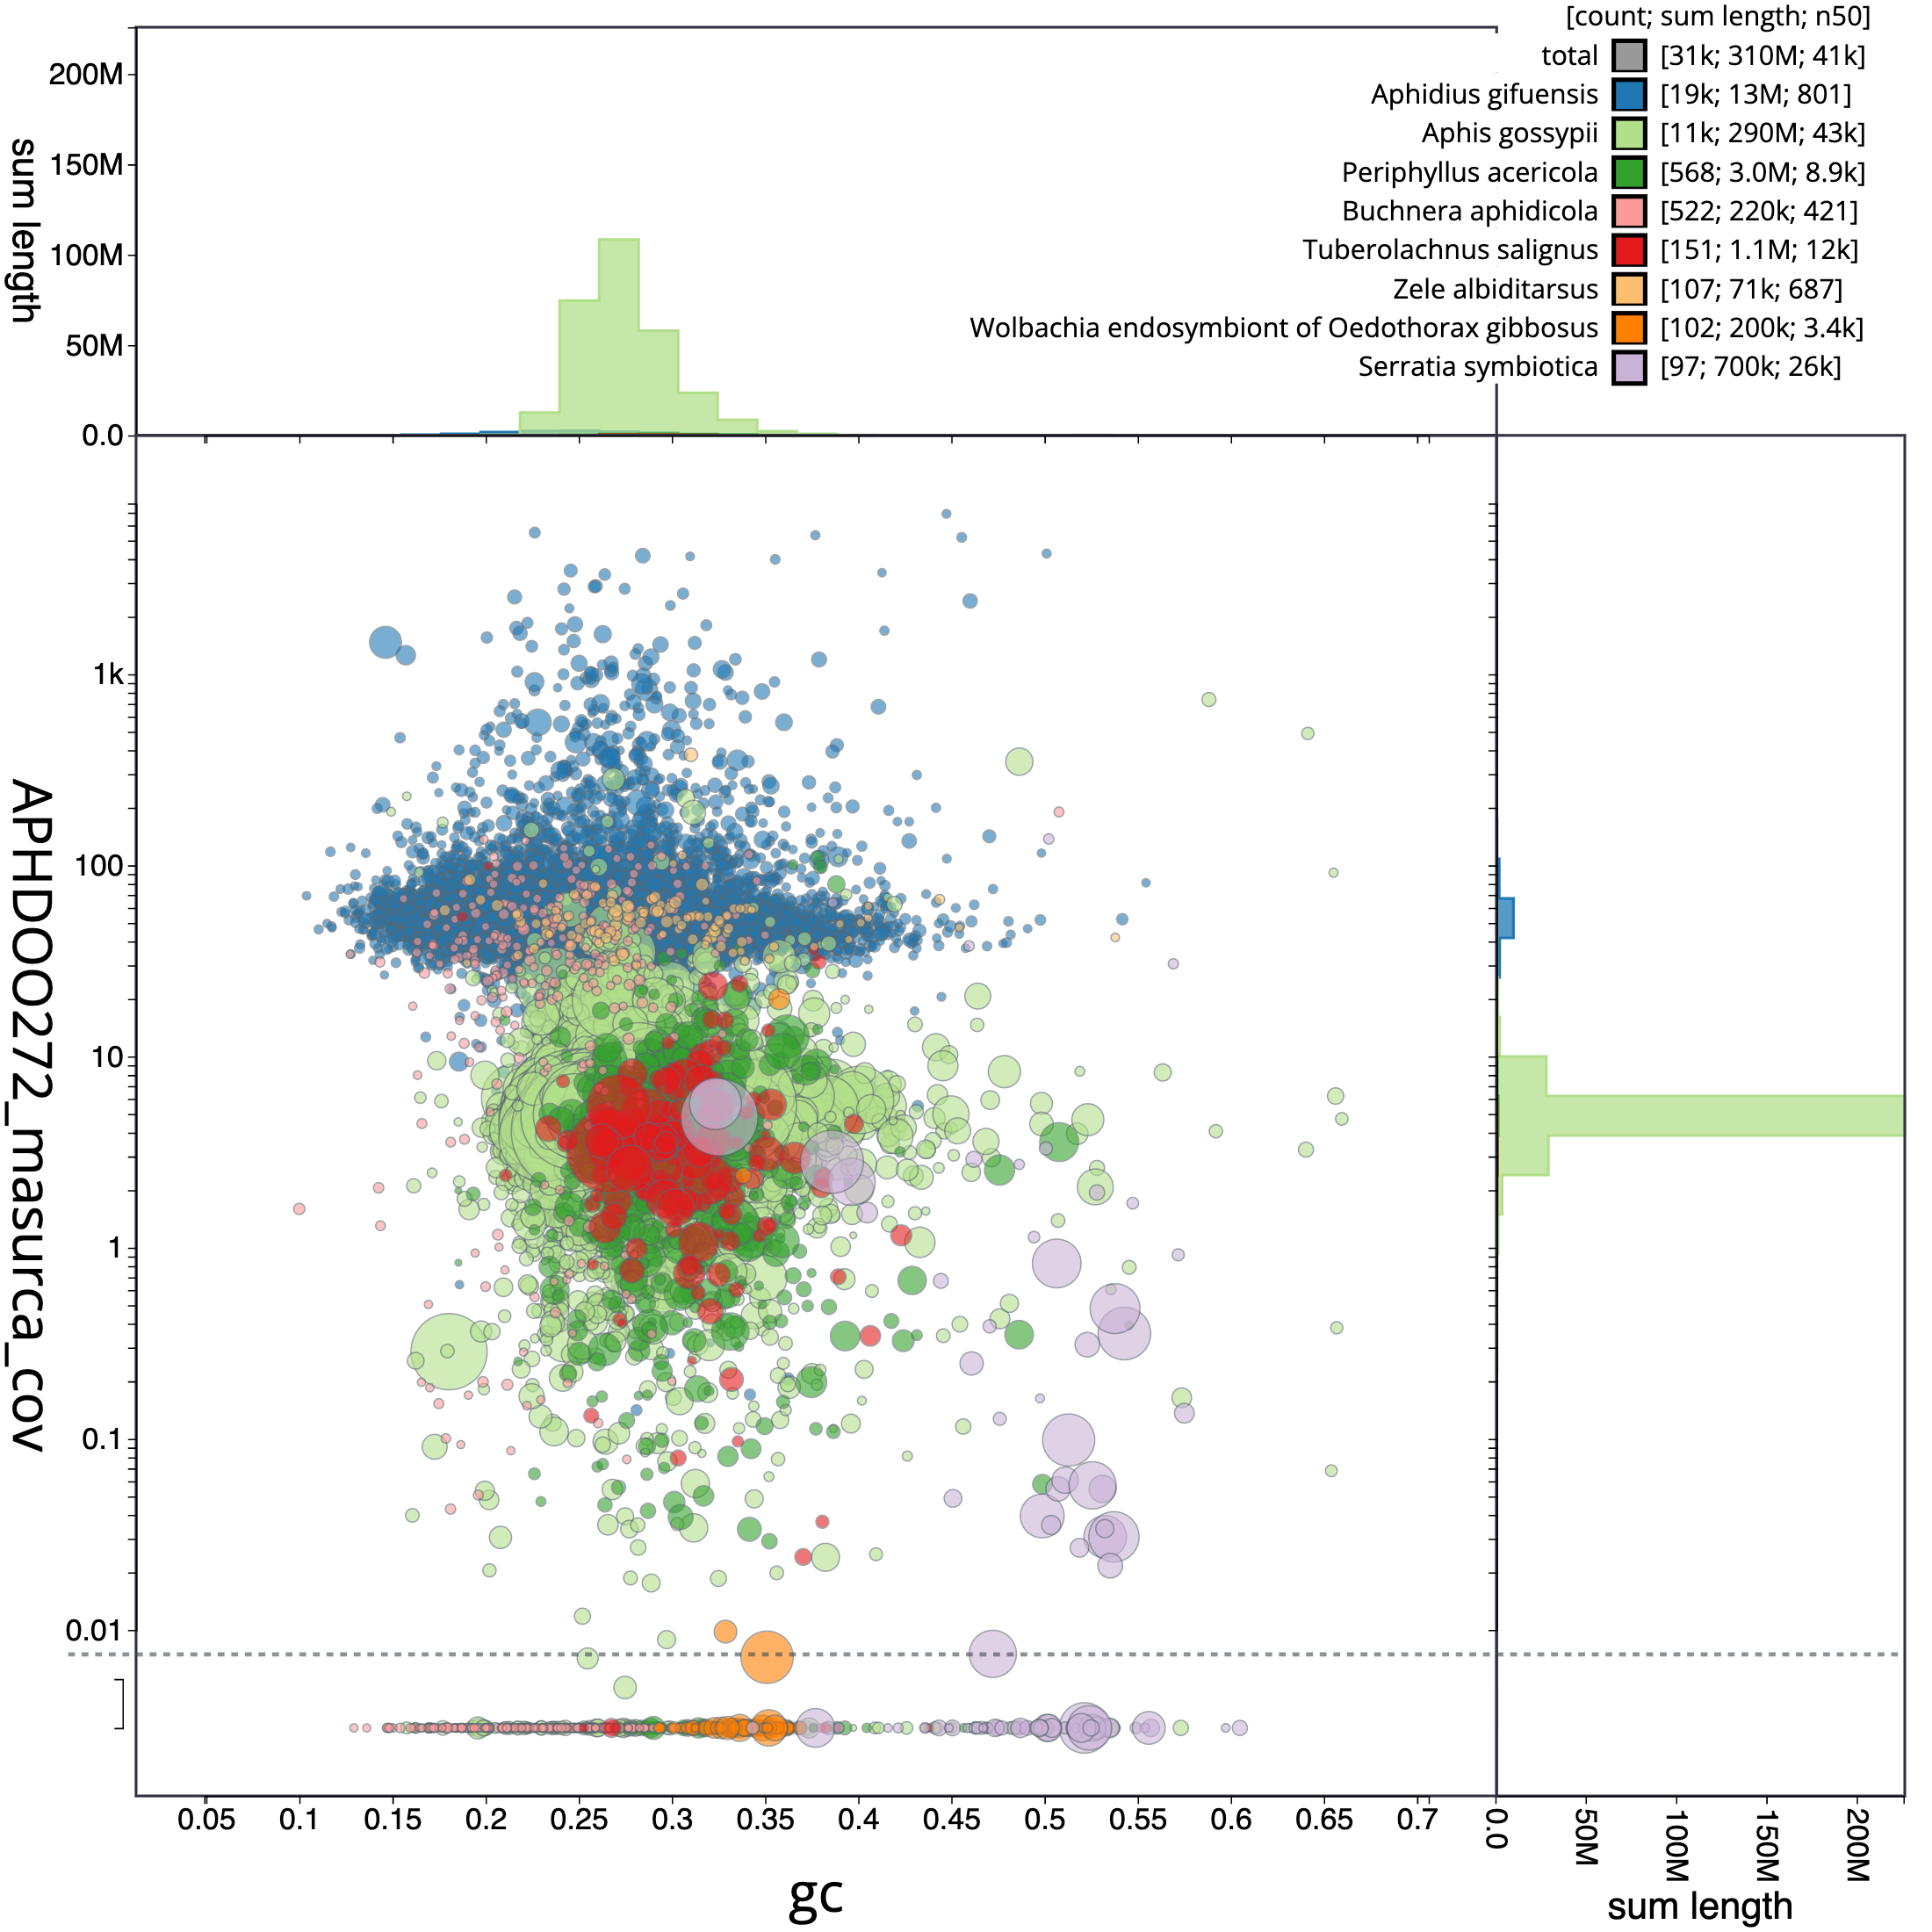 [count; sum length; n50]
total [31k; 310M; 41k]
Aphidius gifuensis [19k; 13M; 801]
Aphis gossypii [11k; 290M; 43k]
Periphyllus acericola [568; 3.0M; 8.9k]
Buchnera aphidicola [522; 220k; 421]
Tuberolachnus salignus [151; 1.1M; 12k]
Zele albiditarsus [107; 71k; 687]
Wolbachia endosymbiont of Oedothorax gibbosus [102; 200k; 3.4k]
Serratia symbiotica [97; 700k; 26k]
sum length
200M
150M
100M
50M
0.0
APHDOO272_masurca_cov
1k
100
10
1
0.1
0.01
0.05 0.1 0.15 0.2 0.25 0.3 0.35 0.4 0.45 0.5 0.55 0.6 0.65 0.7
gc
0.0 50M 100M 150M 200M
sum length